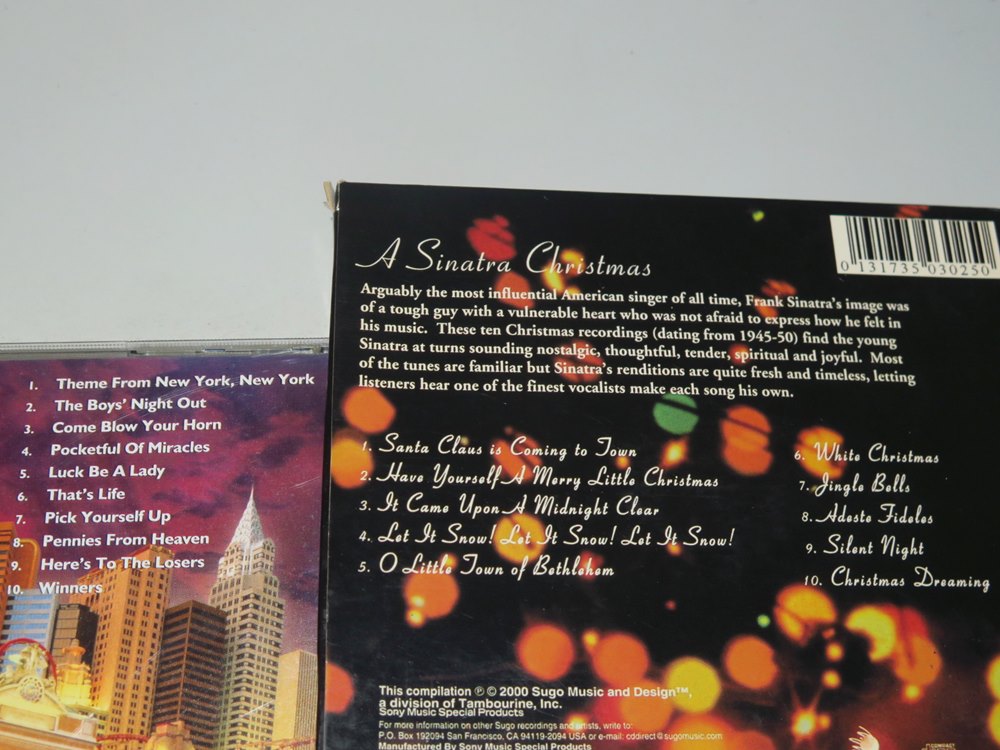 1. Theme From New York, New York
2. The Boys' Night Out
3. Come Blow Your Horn
4. Pocketful Of Miracles
5. Luck Be A Lady
6. That's Life
7. Pick Yourself Up
8. Pennies From Heaven
9. Here's To The Losers
10. Winners
A Sinatra Christmas
0 131735 030250
Arguably the most influential American singer of all time, Frank Sinatra's image was
of a tough guy with a vulnerable heart who was not afraid to express how he felt in
his music. These ten Christmas recordings (dating from 1945-50) find the young
Sinatra at turns sounding nostalgic, thoughtful, tender, spiritual and joyful. Most
of the tunes are familiar but Sinatra's renditions are quite fresh and timeless, letting
listeners hear one of the finest vocalists make each song his own.
1. Santa Claus is Coming to Town
2. Have Yourself A Merry Little Christmas
3. It Came Upon A Midnight Clear
4. Let It Snow! Let It Snow! Let It Snow!
5. O Little Town of Bethlehem
6. White Christmas
7. Jingle Bells
8. Adeste Fideles
9. Silent Night
10. Christmas Dreaming
This compilation ℗ © 2000 Sugo Music and Design™,
a division of Tambourine, Inc.
Sony Music Special Products
For more information on other Sugo recordings and artists, write to:
P.O. Box 192094 San Francisco, CA 94119-2094 USA or e-mail: cddirect@sugomusic.com
Manufactured By Sony Music Special Products
COMPACT